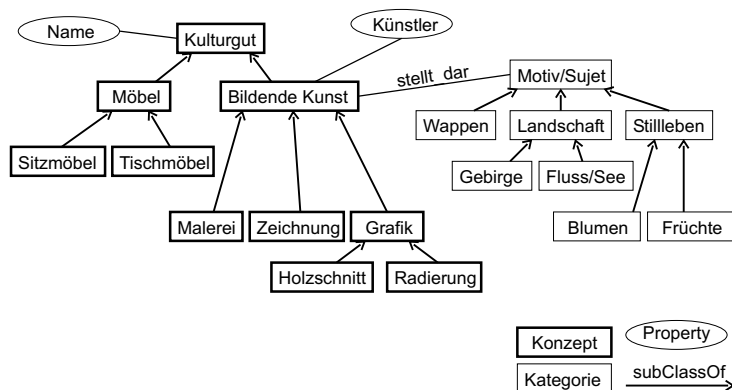 Name
Kulturgut
Künstler
stellt dar
Motiv/Sujet
Möbel
Bildende Kunst
Wappen
Landschaft
Stillleben
Sitzmöbel
Tischmöbel
Gebirge
Fluss/See
Malerei
Zeichnung
Grafik
Blumen
Früchte
Holzschnitt
Radierung
Konzept
Property
Kategorie
subClassOf